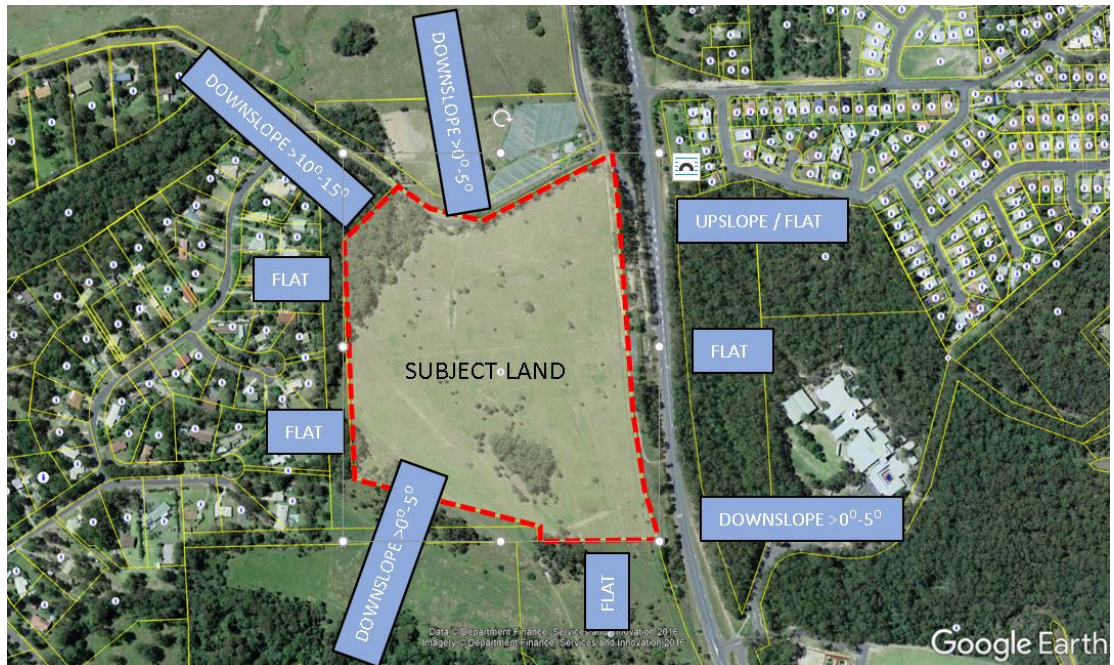 DOWNSLOPE >10⁰-15⁰
DOWNSLOPE >0⁰-5⁰
UPSLOPE / FLAT
FLAT
FLAT
SUBJECT LAND
FLAT
DOWNSLOPE >0⁰-5⁰
DOWNSLOPE >0⁰-5⁰
FLAT
Data © Department Finance, Services and Innovation 2016
Imagery © Department Finance, Services and Innovation 2016
Google Earth